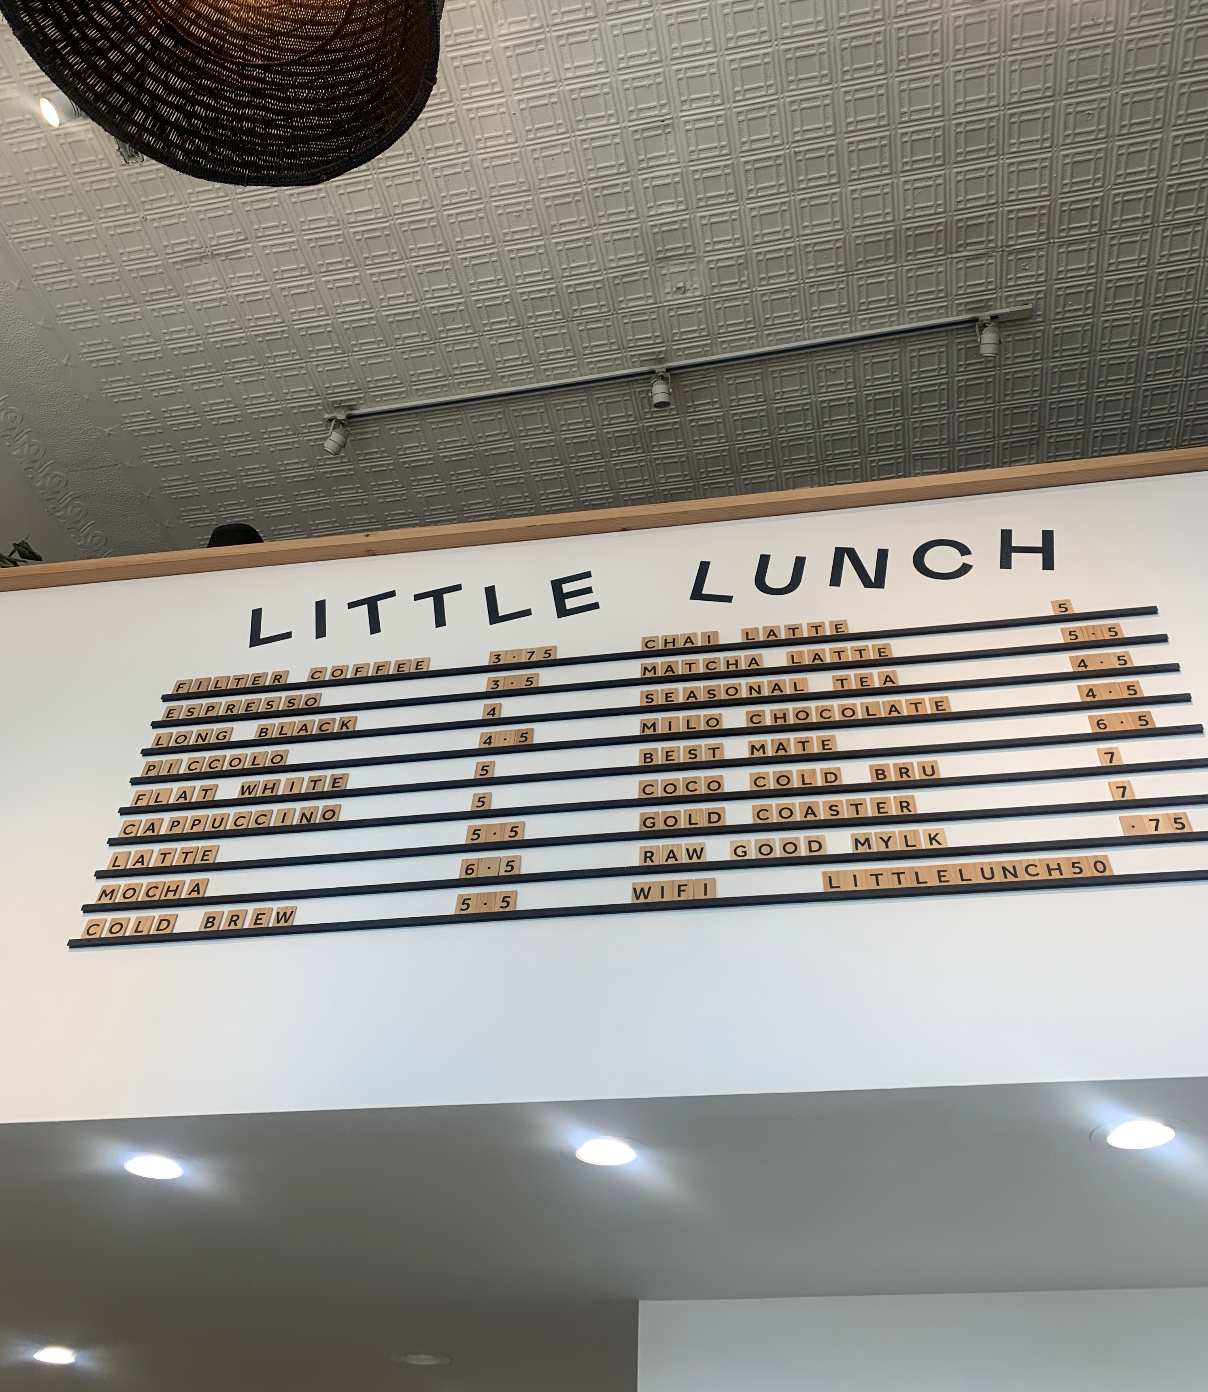 LITTLE LUNCH
FILTER COFFEE 3·75 CHAI LATTE 5
ESPRESSO 3·5 MATCHA LATTE 5·5
LONG BLACK 4 SEASONAL TEA 4·5
PICCOLO 4·5 MILO CHOCOLATE 4·5
FLAT WHITE 5 BEST MATE 6·5
CAPPUCCINO 5 COCO COLD BRU 7
LATTE 5·5 GOLD COASTER 7
MOCHA 6·5 RAW GOOD MYLK ·75
COLD BREW 5·5 WIFI LITTLELUNCH50